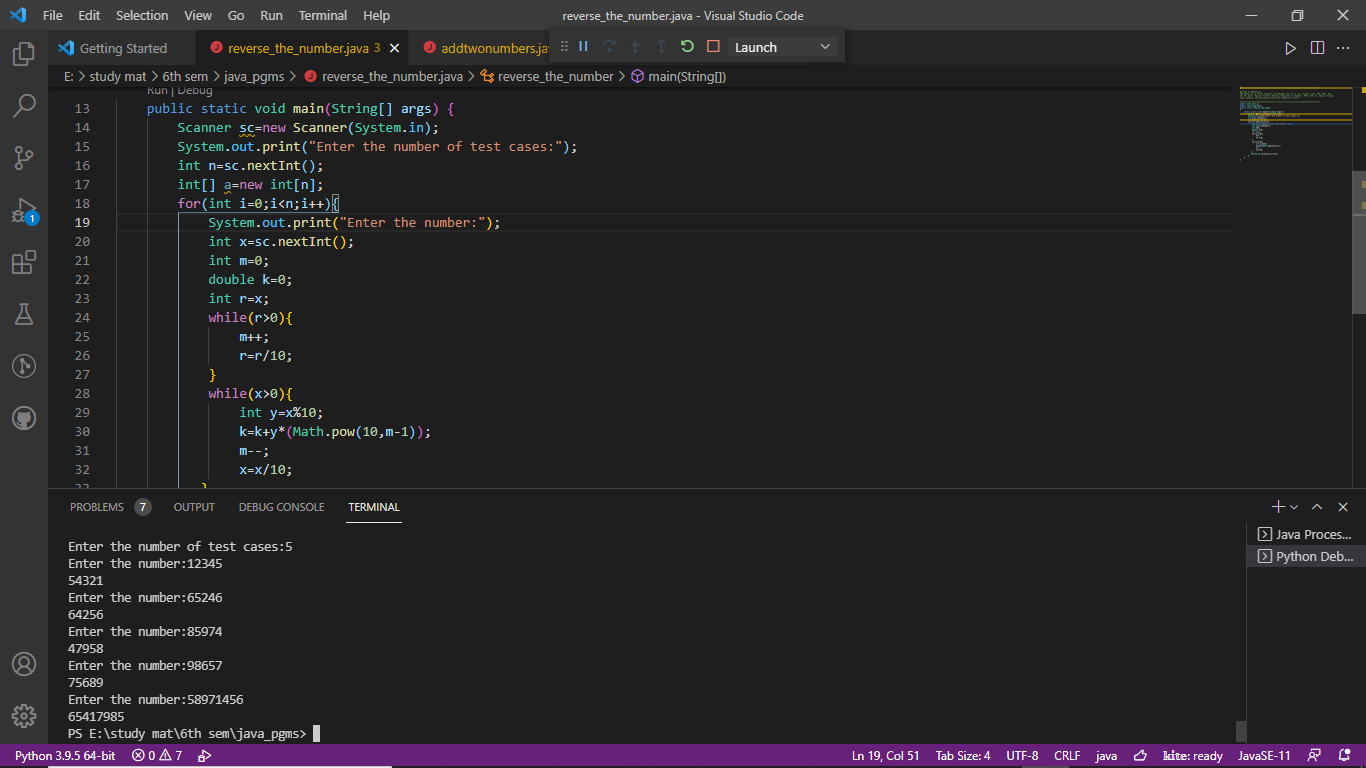 File Edit Selection View Go Run Terminal Help reverse_the_number.java - Visual Studio Code
Getting Started reverse_the_number.java 3 addtwonumbers.ja Launch
E: > study mat > 6th sem > java_pgms > reverse_the_number.java > reverse_the_number > main(String[])
Run | Debug
13 public static void main(String[] args) {
14 Scanner sc=new Scanner(System.in);
15 System.out.print("Enter the number of test cases:");
16 int n=sc.nextInt();
17 int[] a=new int[n];
18 for(int i=0;i<n;i++){
19 System.out.print("Enter the number:");
20 int x=sc.nextInt();
21 int m=0;
22 double k=0;
23 int r=x;
24 while(r>0){
25 m++;
26 r=r/10;
27 }
28 while(x>0){
29 int y=x%10;
30 k=k+y*(Math.pow(10,m-1));
31 m--;
32 x=x/10;
33 }
1
PROBLEMS 7 OUTPUT DEBUG CONSOLE TERMINAL
Enter the number of test cases:5
Enter the number:12345
54321
Enter the number:65246
64256
Enter the number:85974
47958
Enter the number:98657
75689
Enter the number:58971456
65417985
PS E:\study mat\6th sem\java_pgms>
Java Proces...
Python Deb...
Python 3.9.5 64-bit 0 7 Ln 19, Col 51 Tab Size: 4 UTF-8 CRLF java kite: ready JavaSE-11